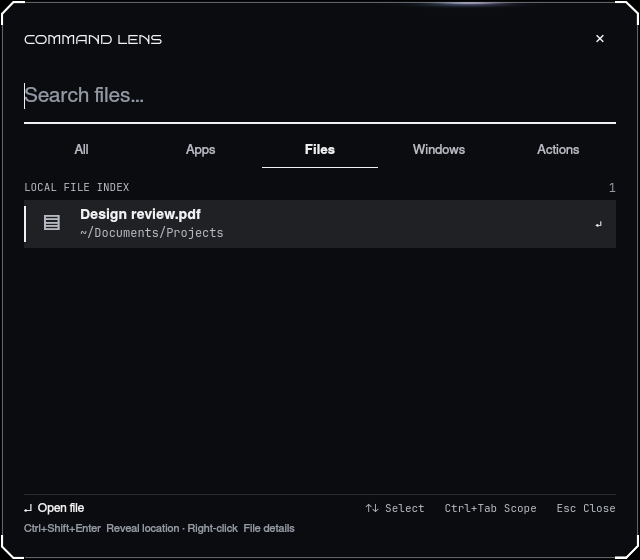 COMMAND LENS ×
Search files...
All Apps Files Windows Actions
LOCAL FILE INDEX 1
Design review.pdf
~/Documents/Projects ↵
↵ Open file ↑↓ Select Ctrl+Tab Scope Esc Close
Ctrl+Shift+Enter Reveal location · Right-click File details